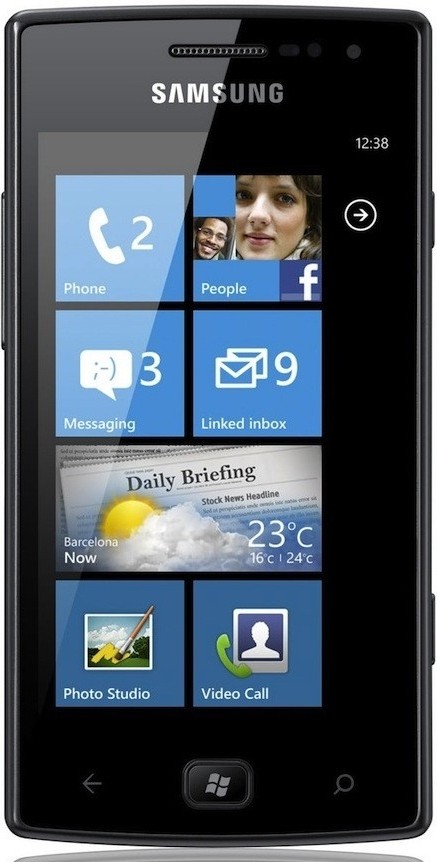 SAMSUNG
12:38
2
Phone
People
f
;-) 3
Messaging
9
Linked inbox
Daily Briefing
Stock News Headline
Barcelona
Now
23°C
16°c | 24°c
Photo Studio
Video Call